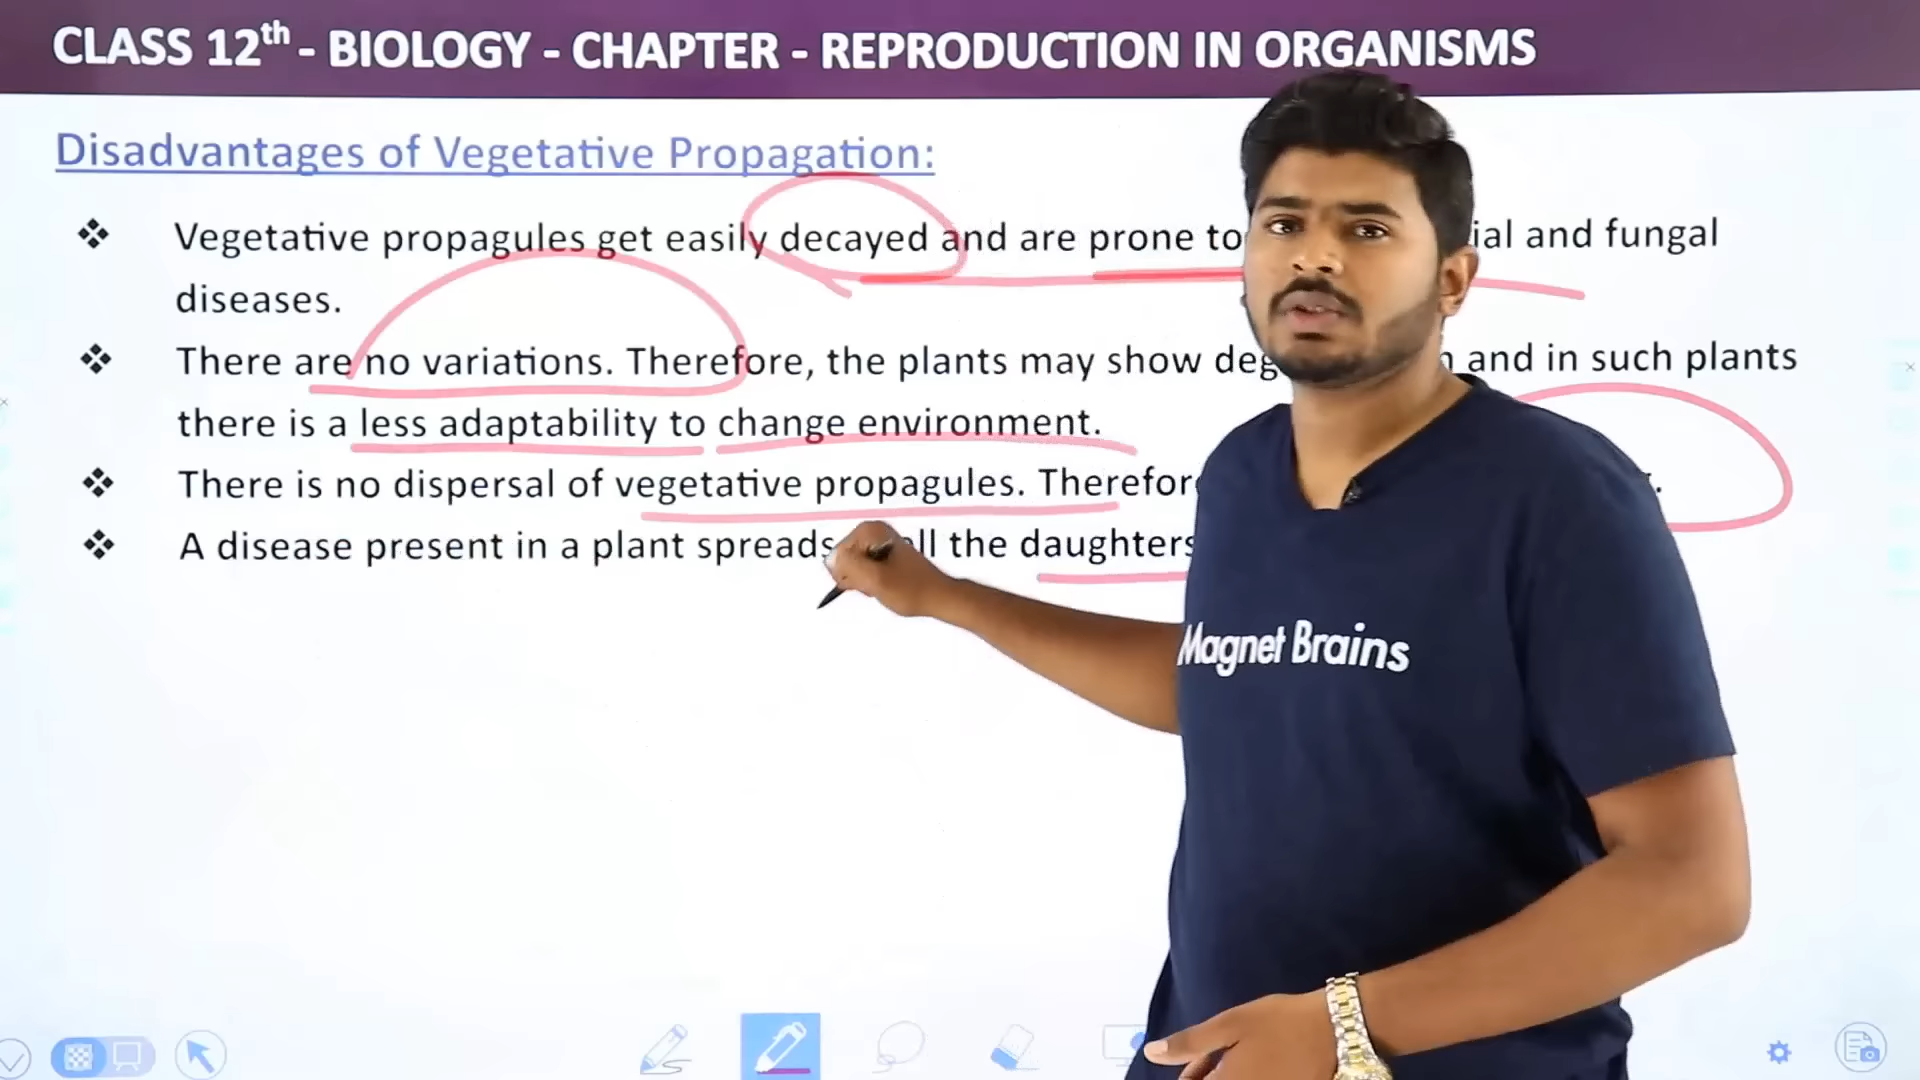 CLASS 12th - BIOLOGY - CHAPTER - REPRODUCTION IN ORGANISMS
Disadvantages of Vegetative Propagation:
❖ Vegetative propagules get easily decayed and are prone to ial and fungal
diseases.
❖ There are no variations. Therefore, the plants may show deg and in such plants
there is a less adaptability to change environment.
❖ There is no dispersal of vegetative propagules. Therefor
❖ A disease present in a plant spreads all the daughters
Magnet Brains